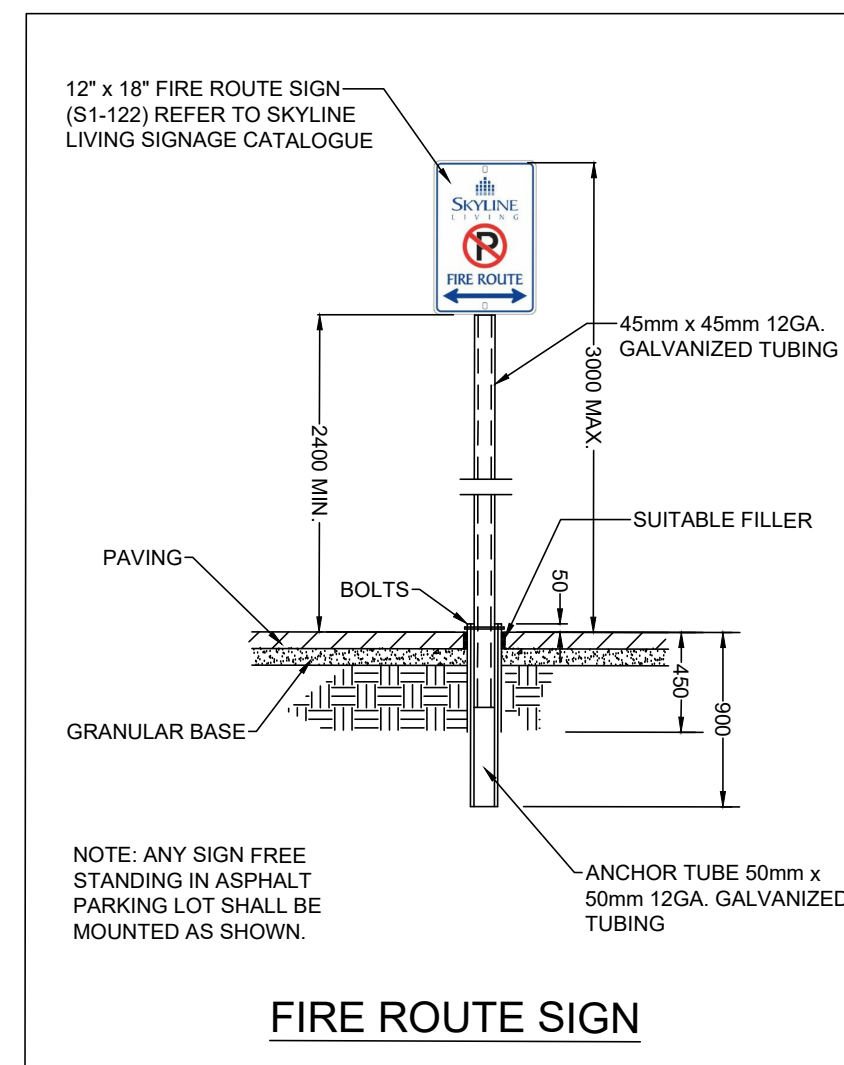 12" x 18" FIRE ROUTE SIGN
(S1-122) REFER TO SKYLINE
LIVING SIGNAGE CATALOGUE
SKYLINE
LIVING
P
FIRE ROUTE
45mm x 45mm 12GA.
GALVANIZED TUBING
3000 MAX.
2400 MIN.
SUITABLE FILLER
PAVING
BOLTS
50
450
900
GRANULAR BASE
NOTE: ANY SIGN FREE
STANDING IN ASPHALT
PARKING LOT SHALL BE
MOUNTED AS SHOWN.
ANCHOR TUBE 50mm x
50mm 12GA. GALVANIZED
TUBING
FIRE ROUTE SIGN